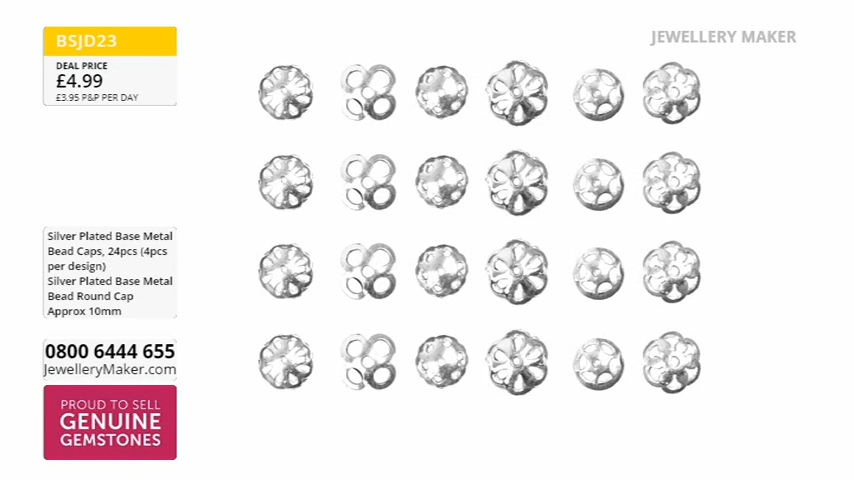 BSJD23
DEAL PRICE
£4.99
£3.95 P&P PER DAY
JEWELLERY MAKER
Silver Plated Base Metal
Bead Caps, 24pcs (4pcs
per design)
Silver Plated Base Metal
Bead Round Cap
Approx 10mm
0800 6444 655
JewelleryMaker.com
PROUD TO SELL
GENUINE
GEMSTONES